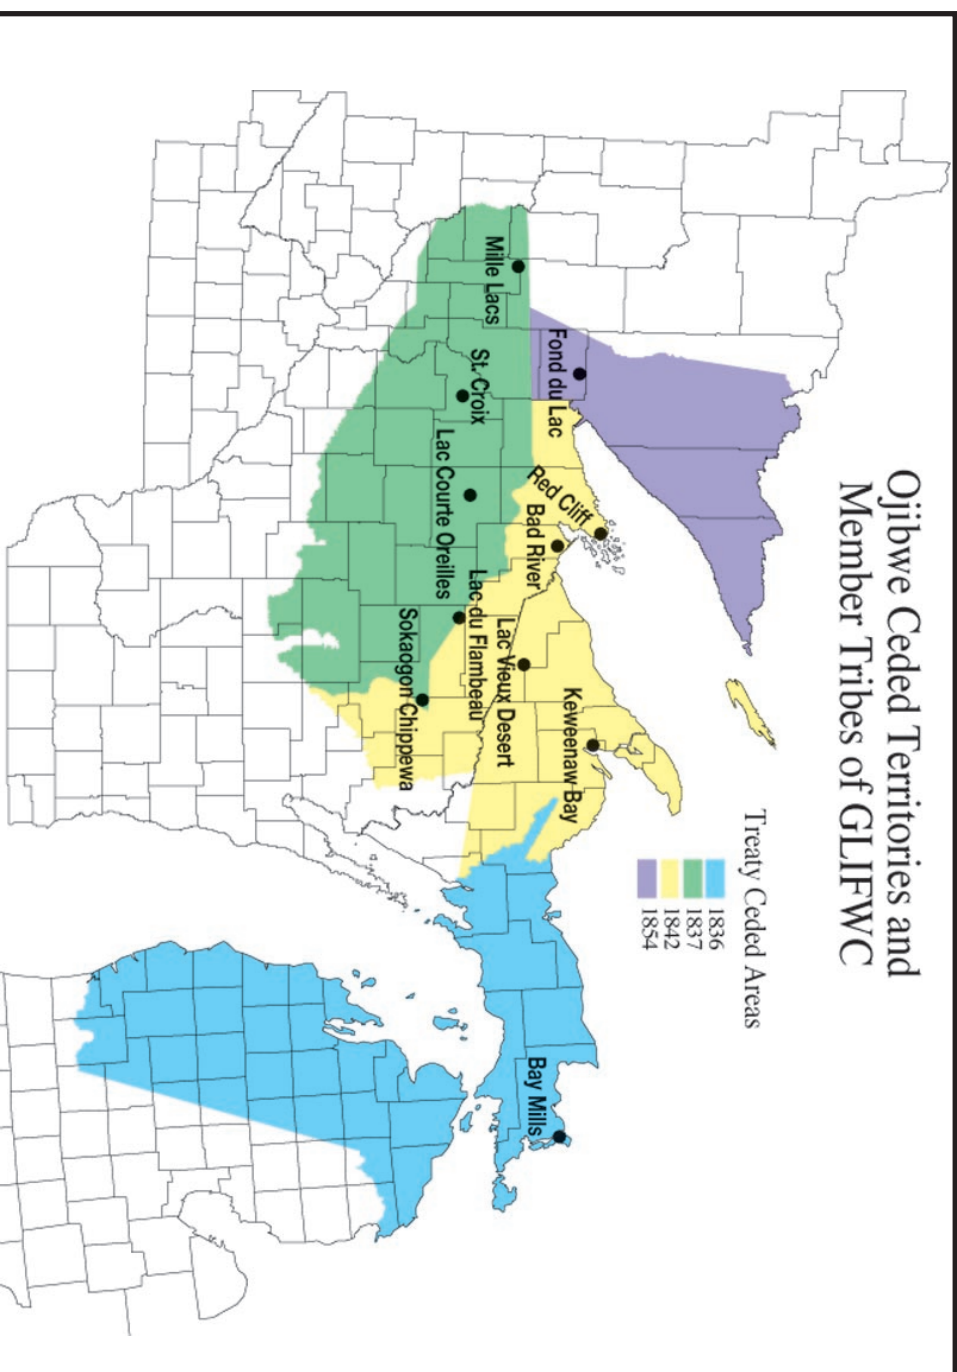 Ojibwe Ceded Territories and
Member Tribes of GLIFWC
Treaty Ceded Areas
1836
1837
1842
1854
Mille Lacs
Fond du Lac
St. Croix
Red Cliff
Lac Courte Oreilles
Bad River
Lac du Flambeau
Lac Vieux Desert
Sokaogon Chippewa
Keweenaw Bay
Bay Mills